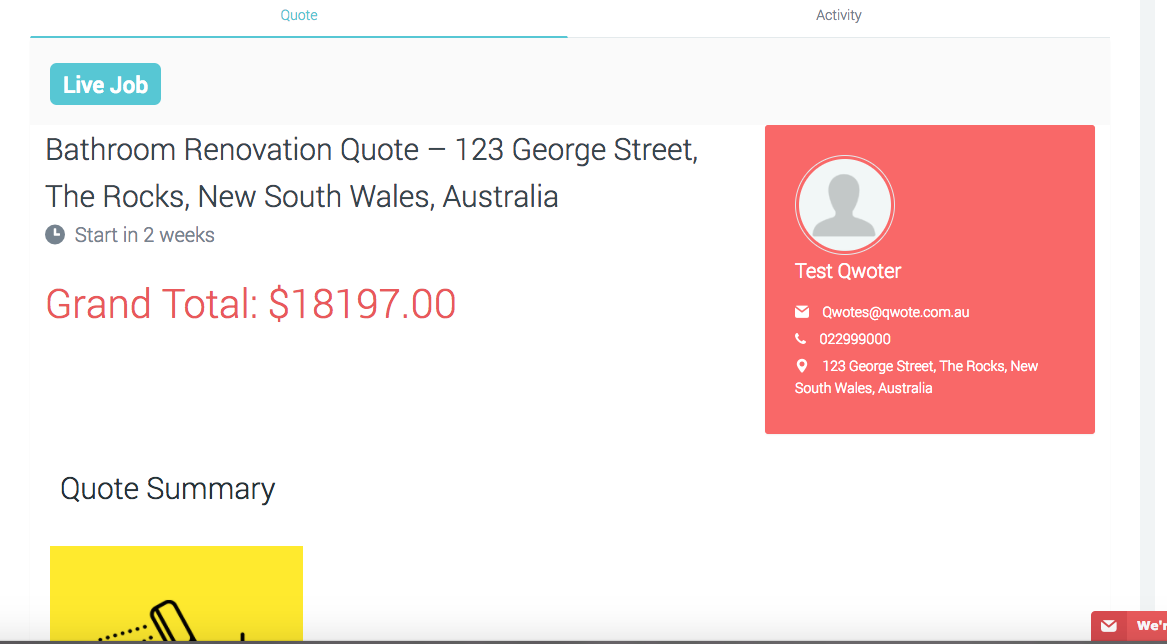 Quote
Activity
Live Job
Bathroom Renovation Quote – 123 George Street,
The Rocks, New South Wales, Australia
Start in 2 weeks
Grand Total: $18197.00
Test Qwoter
Qwotes@qwote.com.au
022999000
123 George Street, The Rocks, New
South Wales, Australia
Quote Summary